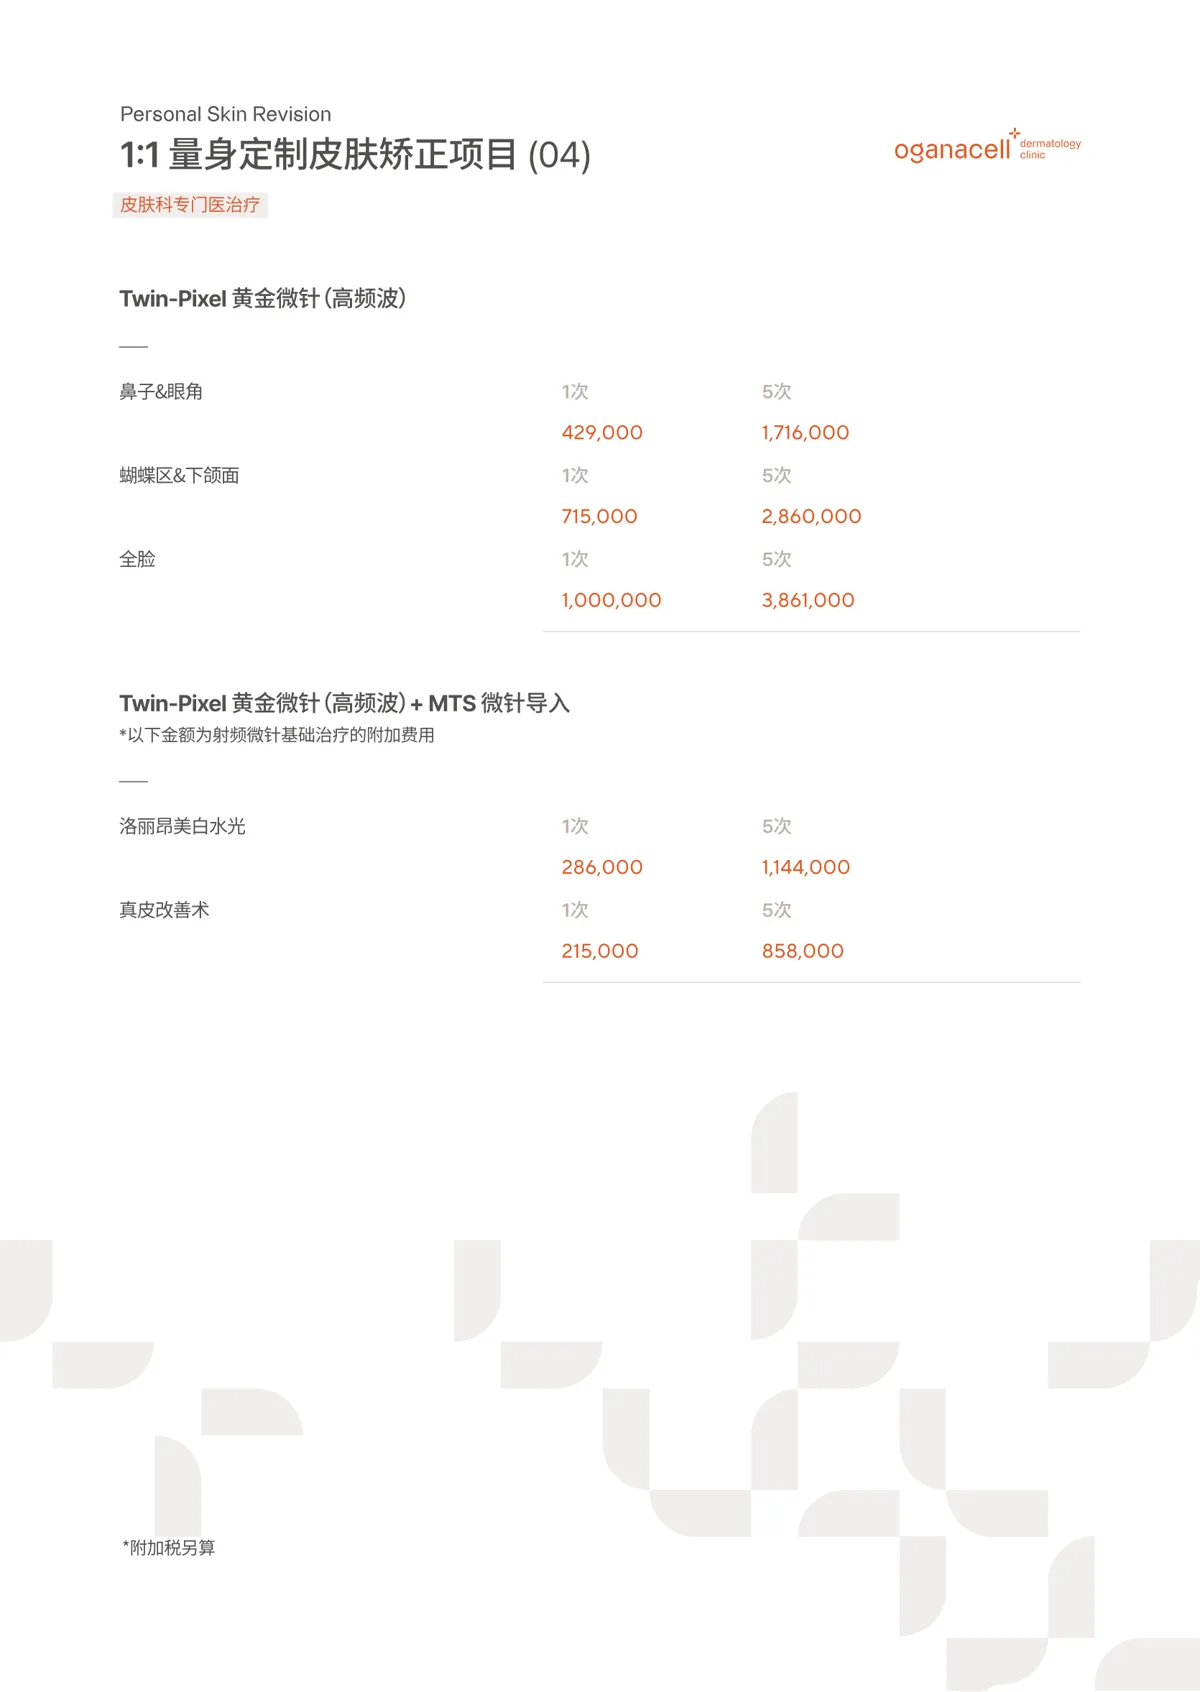 Personal Skin Revision
1:1 量身定制皮肤矫正项目 (04)
oganacell dermatology clinic
皮肤科专门医治疗
Twin-Pixel 黄金微针（高频波）
鼻子&眼角 1次 5次
429,000 1,716,000
蝴蝶区&下颌面 1次 5次
715,000 2,860,000
全脸 1次 5次
1,000,000 3,861,000
Twin-Pixel 黄金微针（高频波）+ MTS 微针导入
*以下金额为射频微针基础治疗的附加费用
洛丽昂美白水光 1次 5次
286,000 1,144,000
真皮改善术 1次 5次
215,000 858,000
*附加税另算